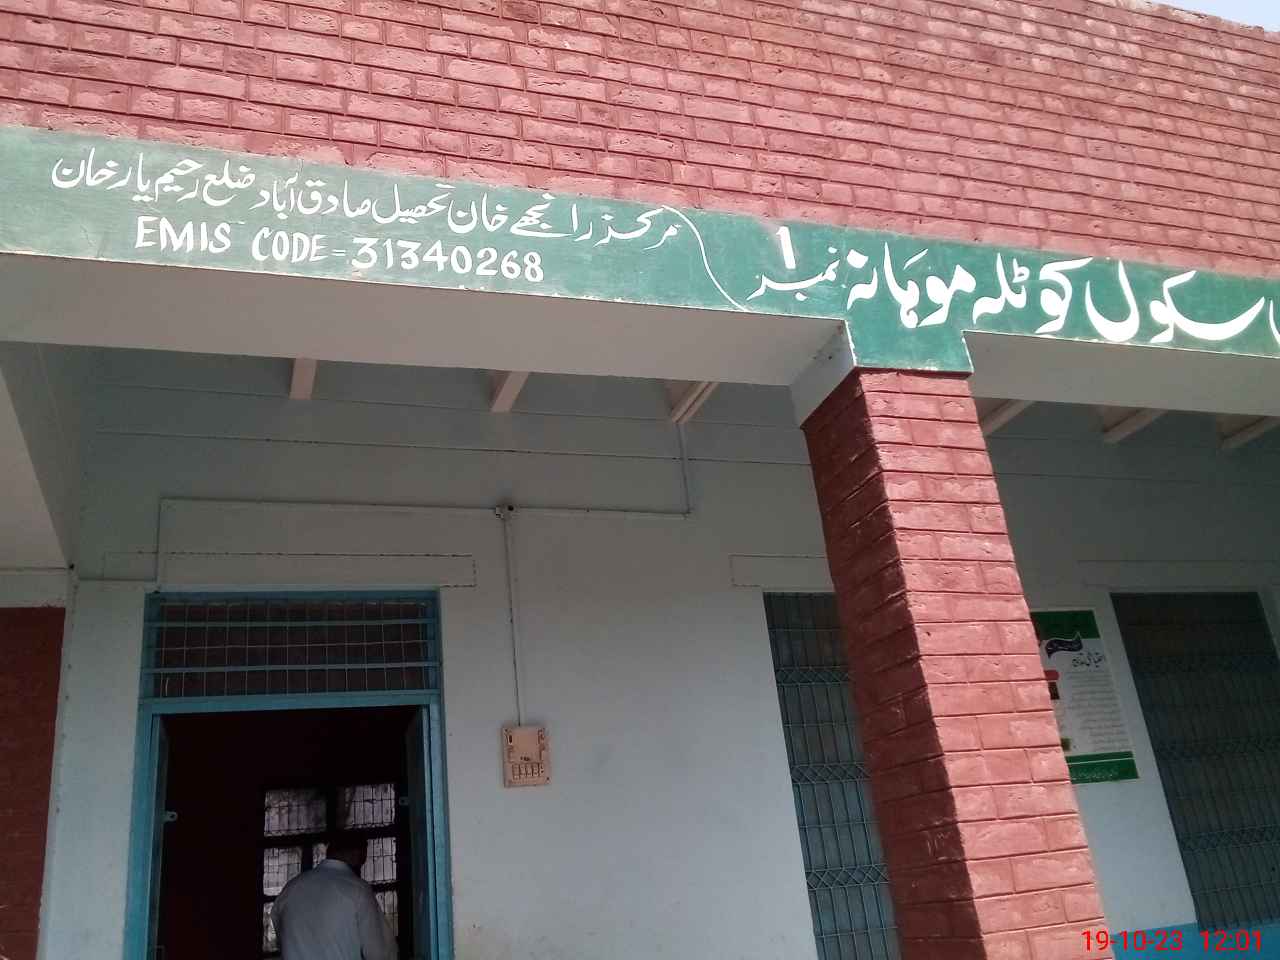 سکول کوٹلہ موہانہ نمبر 1
مرکز رانجھے خان تحصیل صادق آباد ضلع رحیم یار خان
EMIS CODE = 31340268
19-10-23 12:01